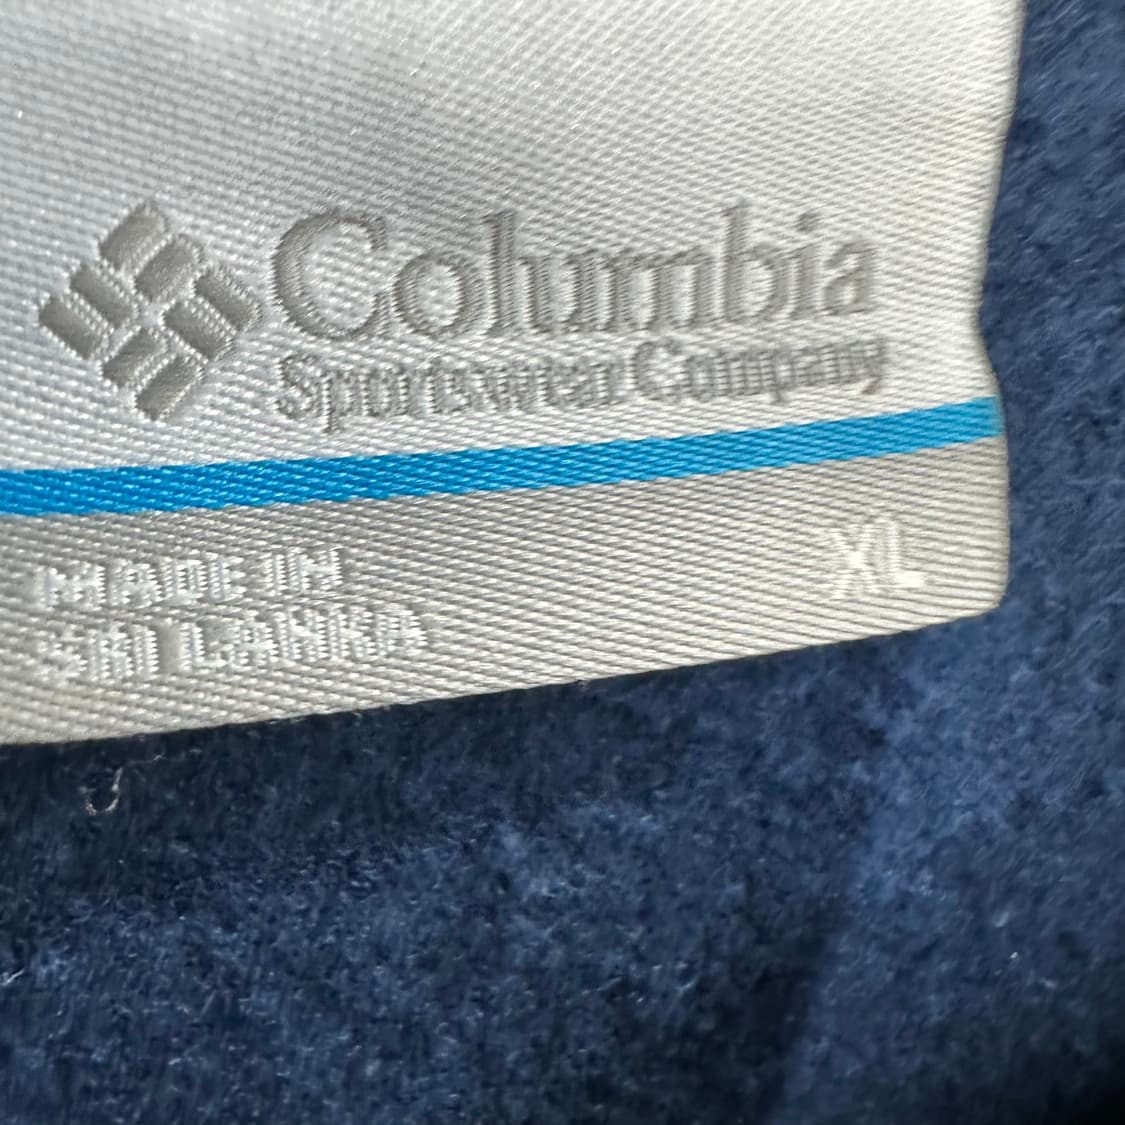 Columbia
Sportswear Company
MADE IN
SRI LANKA
XL